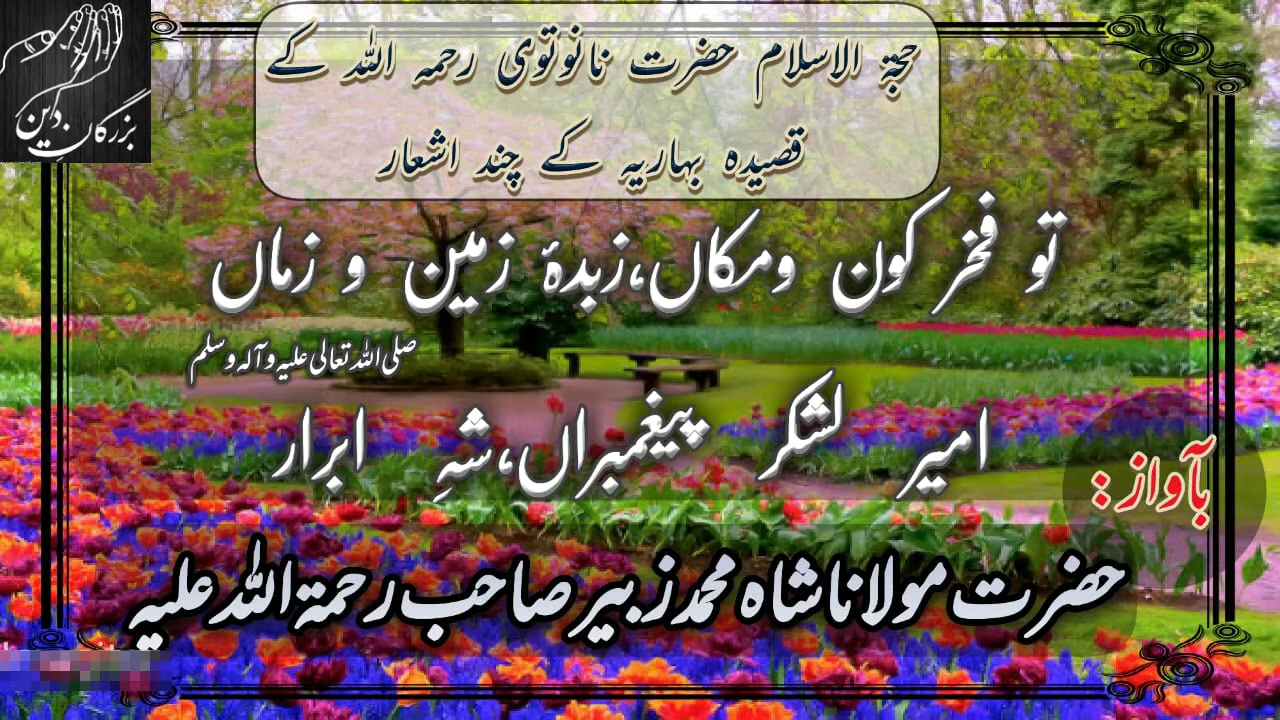 بزرگانِ دین
حجۃ الاسلام حضرت نانوتوی رحمہ اللہ کے
قصیدہ بہاریہ کے چند اشعار
تو فخر کون ومکاں،زبدۂ زمین و زماں
صلی اللہ تعالی علیہ وآلہ وسلم
امیر لشکر پیغمبراں،شہِ ابرار
بآواز :
حضرت مولانا شاہ محمد زبیر صاحب رحمۃ اللہ علیہ